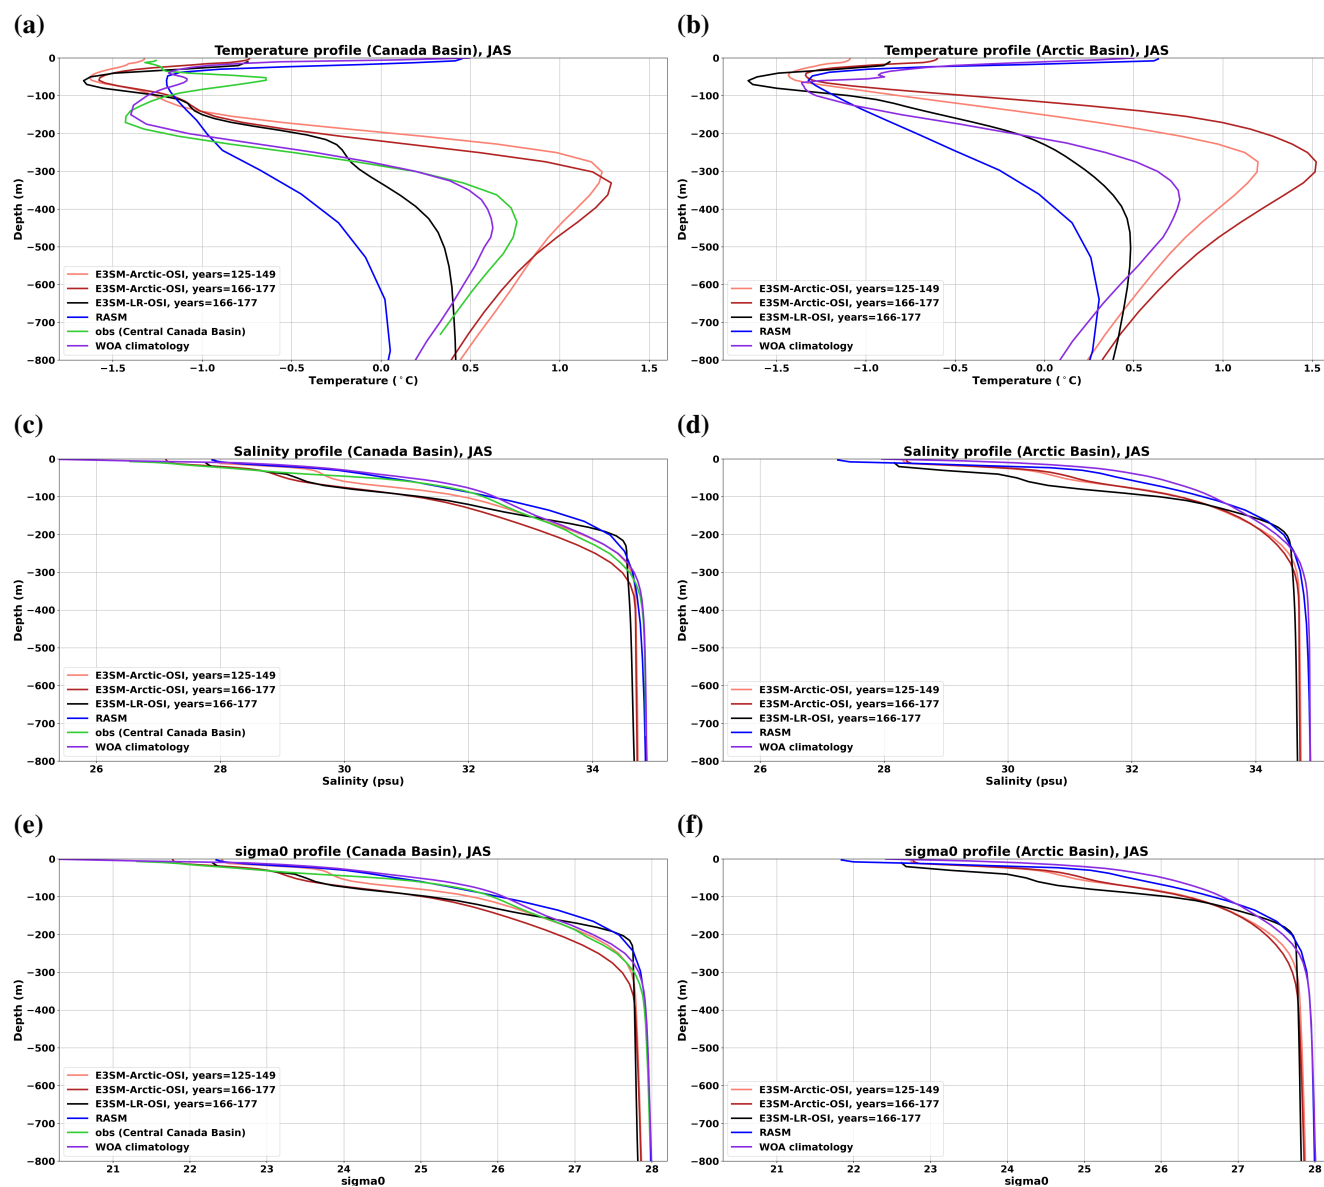 (a)
Temperature profile (Canada Basin), JAS
Depth (m)
0
−100
−200
−300
−400
−500
−600
−700
−800
E3SM-Arctic-OSI, years=125-149
E3SM-Arctic-OSI, years=166-177
E3SM-LR-OSI, years=166-177
RASM
obs (Central Canada Basin)
WOA climatology
−1.5 −1.0 −0.5 0.0 0.5 1.0 1.5
Temperature (°C)
(b)
Temperature profile (Arctic Basin), JAS
Depth (m)
0
−100
−200
−300
−400
−500
−600
−700
−800
E3SM-Arctic-OSI, years=125-149
E3SM-Arctic-OSI, years=166-177
E3SM-LR-OSI, years=166-177
RASM
WOA climatology
−1.5 −1.0 −0.5 0.0 0.5 1.0 1.5
Temperature (°C)
(c)
Salinity profile (Canada Basin), JAS
Depth (m)
0
−100
−200
−300
−400
−500
−600
−700
−800
E3SM-Arctic-OSI, years=125-149
E3SM-Arctic-OSI, years=166-177
E3SM-LR-OSI, years=166-177
RASM
obs (Central Canada Basin)
WOA climatology
26 28 30 32 34
Salinity (psu)
(d)
Salinity profile (Arctic Basin), JAS
Depth (m)
0
−100
−200
−300
−400
−500
−600
−700
−800
E3SM-Arctic-OSI, years=125-149
E3SM-Arctic-OSI, years=166-177
E3SM-LR-OSI, years=166-177
RASM
WOA climatology
26 28 30 32 34
Salinity (psu)
(e)
sigma0 profile (Canada Basin), JAS
Depth (m)
0
−100
−200
−300
−400
−500
−600
−700
−800
E3SM-Arctic-OSI, years=125-149
E3SM-Arctic-OSI, years=166-177
E3SM-LR-OSI, years=166-177
RASM
obs (Central Canada Basin)
WOA climatology
21 22 23 24 25 26 27 28
sigma0
(f)
sigma0 profile (Arctic Basin), JAS
Depth (m)
0
−100
−200
−300
−400
−500
−600
−700
−800
E3SM-Arctic-OSI, years=125-149
E3SM-Arctic-OSI, years=166-177
E3SM-LR-OSI, years=166-177
RASM
WOA climatology
21 22 23 24 25 26 27 28
sigma0